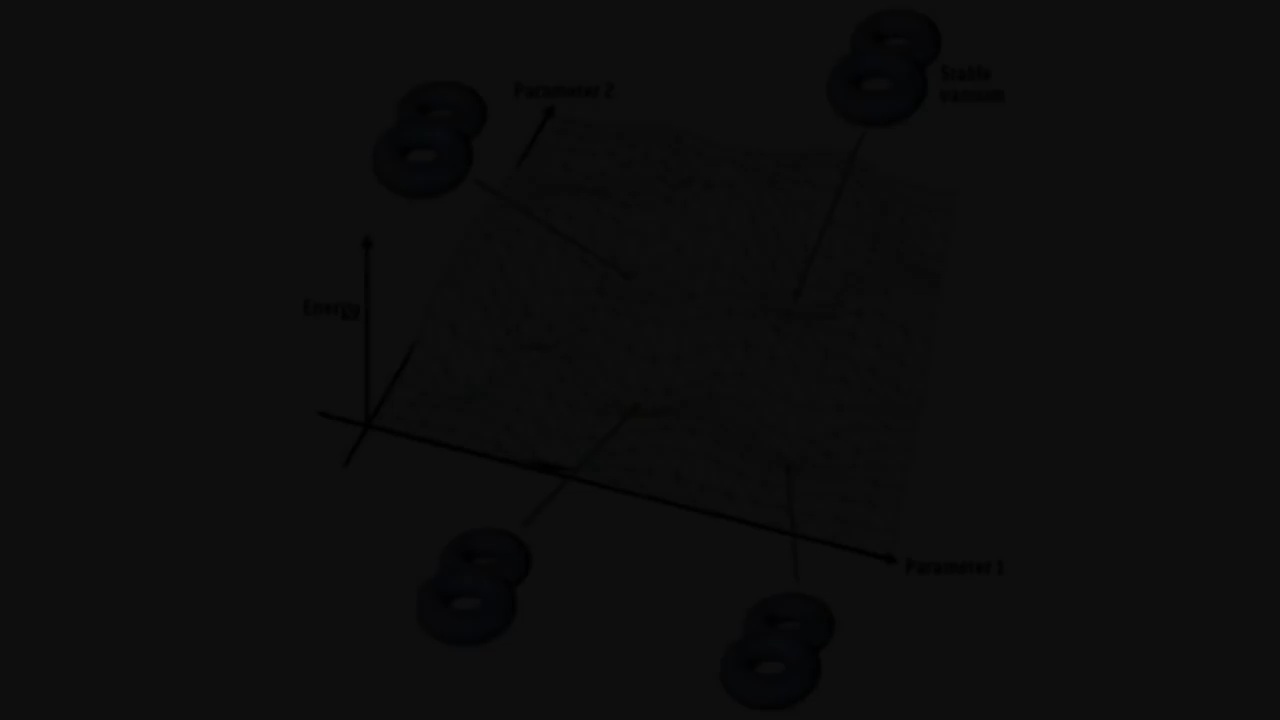 Parameter 2
Stable
vacuum
Energy
Parameter 1